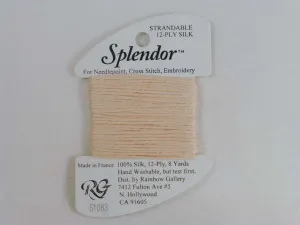 STRANDABLE
12-PLY SILK
Splendor™
For Needlepoint, Cross Stitch, Embroidery
Made in France
100% Silk, 12-Ply, 8 Yards
Hand Washable, but test first.
Dist. by Rainbow Gallery
7412 Fulton Ave #5
N. Hollywood
CA 91605
RG